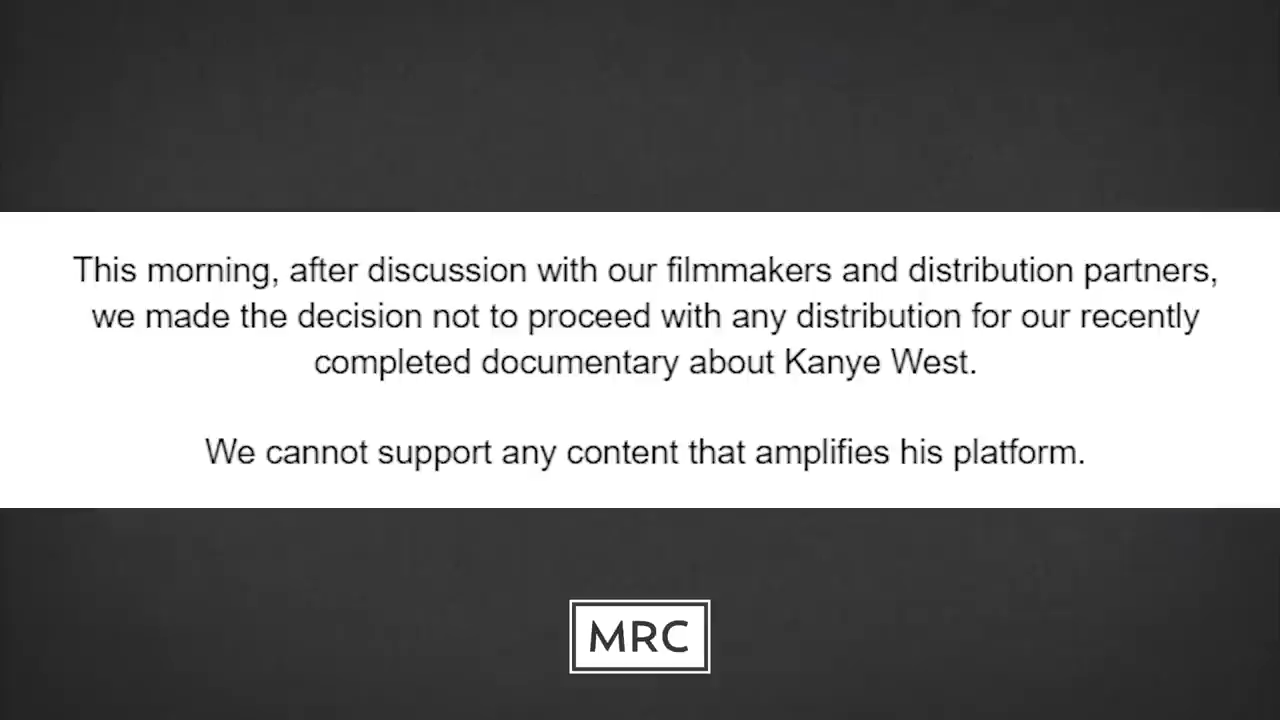 This morning, after discussion with our filmmakers and distribution partners,
we made the decision not to proceed with any distribution for our recently
completed documentary about Kanye West.
We cannot support any content that amplifies his platform.
MRC